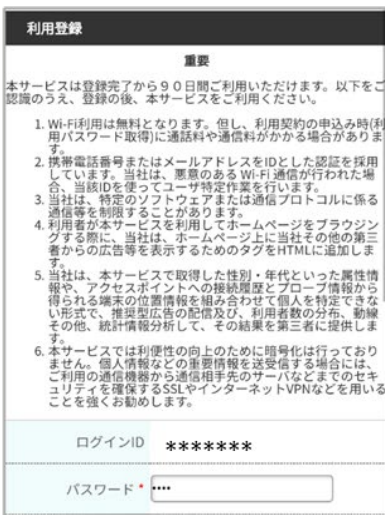 利用登録
重要
本サービスは登録完了から９０日間ご利用いただけます。以下をご
認識のうえ、登録の後、本サービスをご利用ください。
1. Wi-Fi利用は無料となります。但し、利用契約の申込み時(利
用パスワード取得)に通話料や通信料がかかる場合がありま
す。
2. 携帯電話番号またはメールアドレスをIDとした認証を採用
しています。当社は、悪意のある Wi-Fi 通信が行われた場
合、当該IDを使ってユーザ特定作業を行います。
3. 当社は、特定のソフトウェアまたは通信プロトコルに係る
通信等を制限することがあります。
4. 利用者が本サービスを利用してホームページをブラウジン
グする際に、当社は、ホームページ上に当社その他の第三
者からの広告等を表示するためのタグをHTMLに追加しま
す。
5. 当社は、本サービスで取得した性別・年代といった属性情
報や、アクセスポイントへの接続履歴とプローブ情報から
得られる端末の位置情報を組み合わせて個人を特定できな
い形式で、推奨型広告の配信及び、利用者数の分布、動線
その他、統計情報分析して、その結果を第三者に提供しま
す。
6. 本サービスでは利便性の向上のために暗号化は行っており
ません。個人情報などの重要情報を送受信する場合には、
ご利用の通信機器から通信相手先のサーバなどまでのセキ
ュリティを確保するSSLやインターネットVPNなどを用いる
ことを強くお勧めします。
ログインID *******
パスワード * ••••